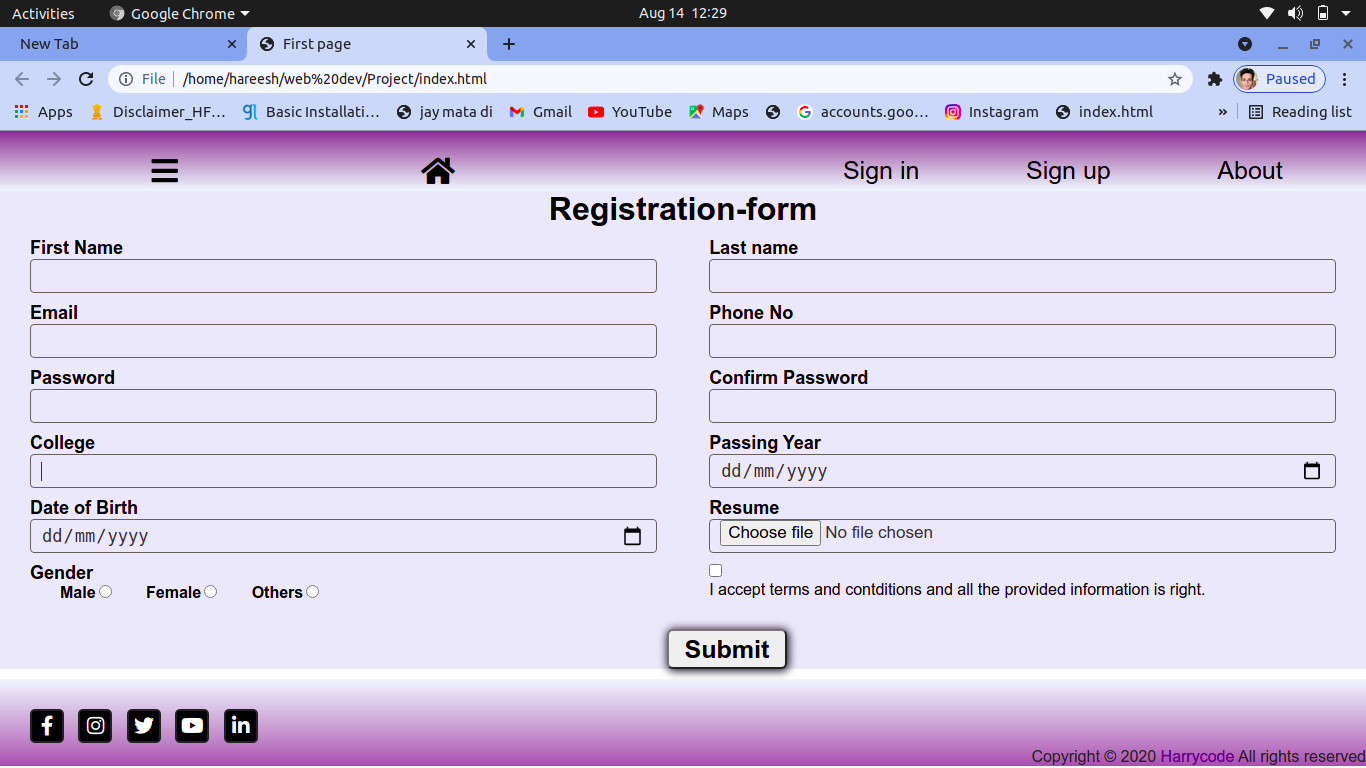 Activities Google Chrome Aug 14 12:29
New Tab First page
File /home/hareesh/web%20dev/Project/index.html Paused
Apps Disclaimer_HF… Basic Installati… jay mata di Gmail YouTube Maps accounts.goo… Instagram index.html » Reading list
Sign in Sign up About
Registration-form
First Name Last name
Email Phone No
Password Confirm Password
College Passing Year
dd/mm/yyyy
Date of Birth Resume
dd/mm/yyyy Choose file No file chosen
Gender
Male Female Others
I accept terms and contditions and all the provided information is right.
Submit
Copyright © 2020 Harrycode All rights reserved